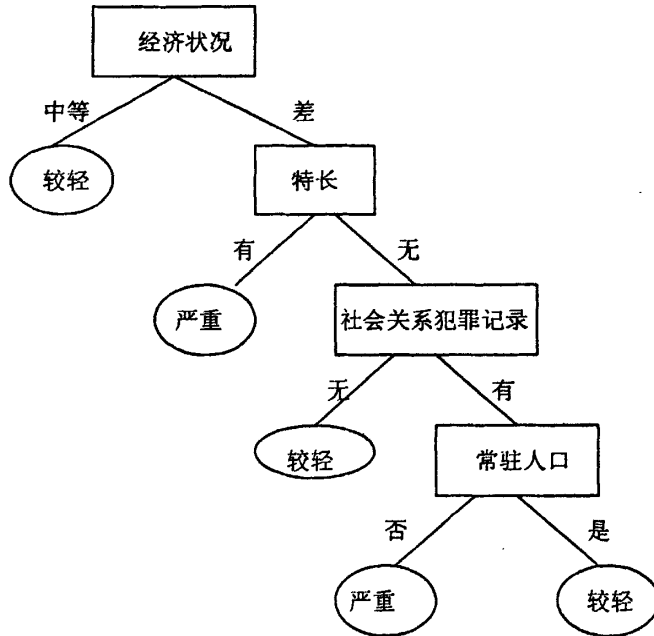 经济状况
中等
差
较轻
特长
有
无
严重
社会关系犯罪记录
无
有
较轻
常驻人口
否
是
严重
较轻